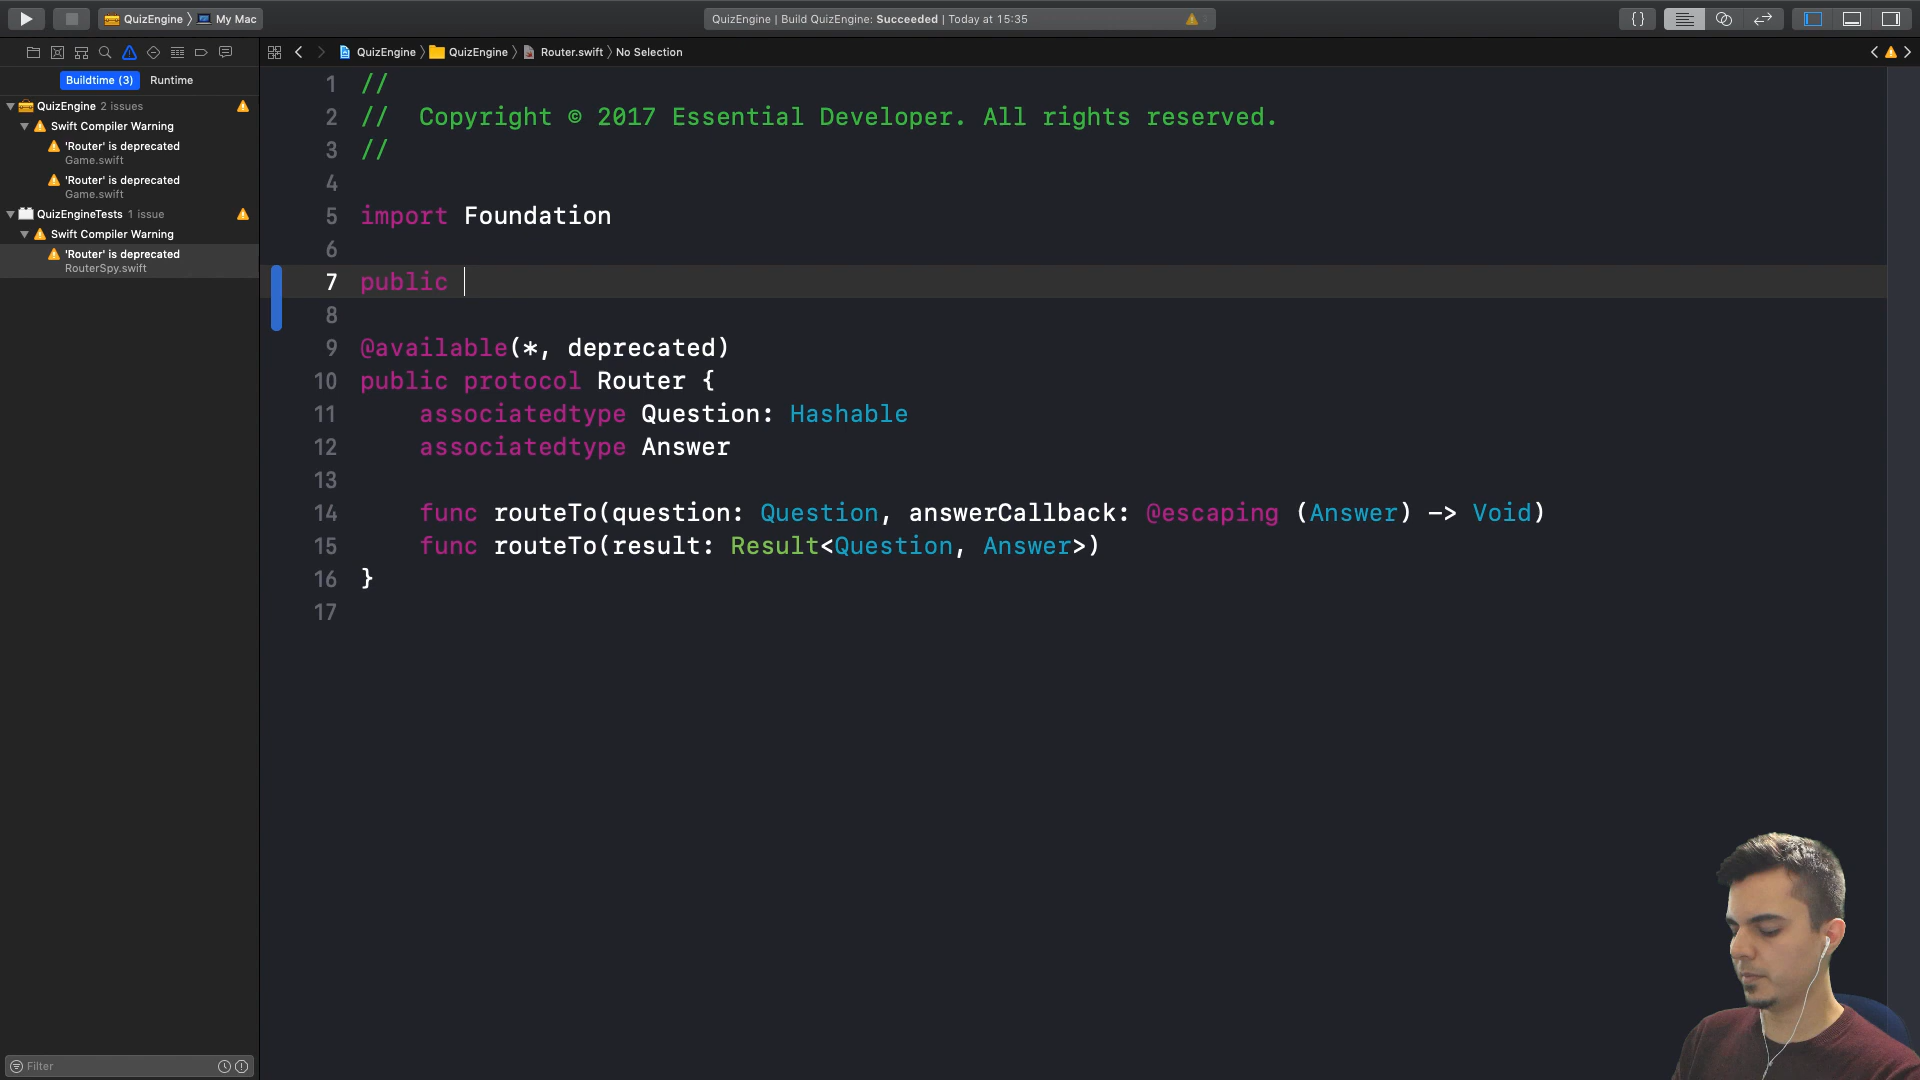 QuizEngine 〉 My Mac
QuizEngine | Build QuizEngine: Succeeded | Today at 15:35
{}
QuizEngine 〉 QuizEngine 〉 Router.swift 〉 No Selection
Buildtime (3) Runtime
QuizEngine 2 issues
Swift Compiler Warning
'Router' is deprecated
Game.swift
'Router' is deprecated
Game.swift
QuizEngineTests 1 issue
Swift Compiler Warning
'Router' is deprecated
RouterSpy.swift
1 //
2 //  Copyright © 2017 Essential Developer. All rights reserved.
3 //
4
5 import Foundation
6
7 public
8
9 @available(*, deprecated)
10 public protocol Router {
11     associatedtype Question: Hashable
12     associatedtype Answer
13
14     func routeTo(question: Question, answerCallback: @escaping (Answer) -> Void)
15     func routeTo(result: Result<Question, Answer>)
16 }
17
Filter